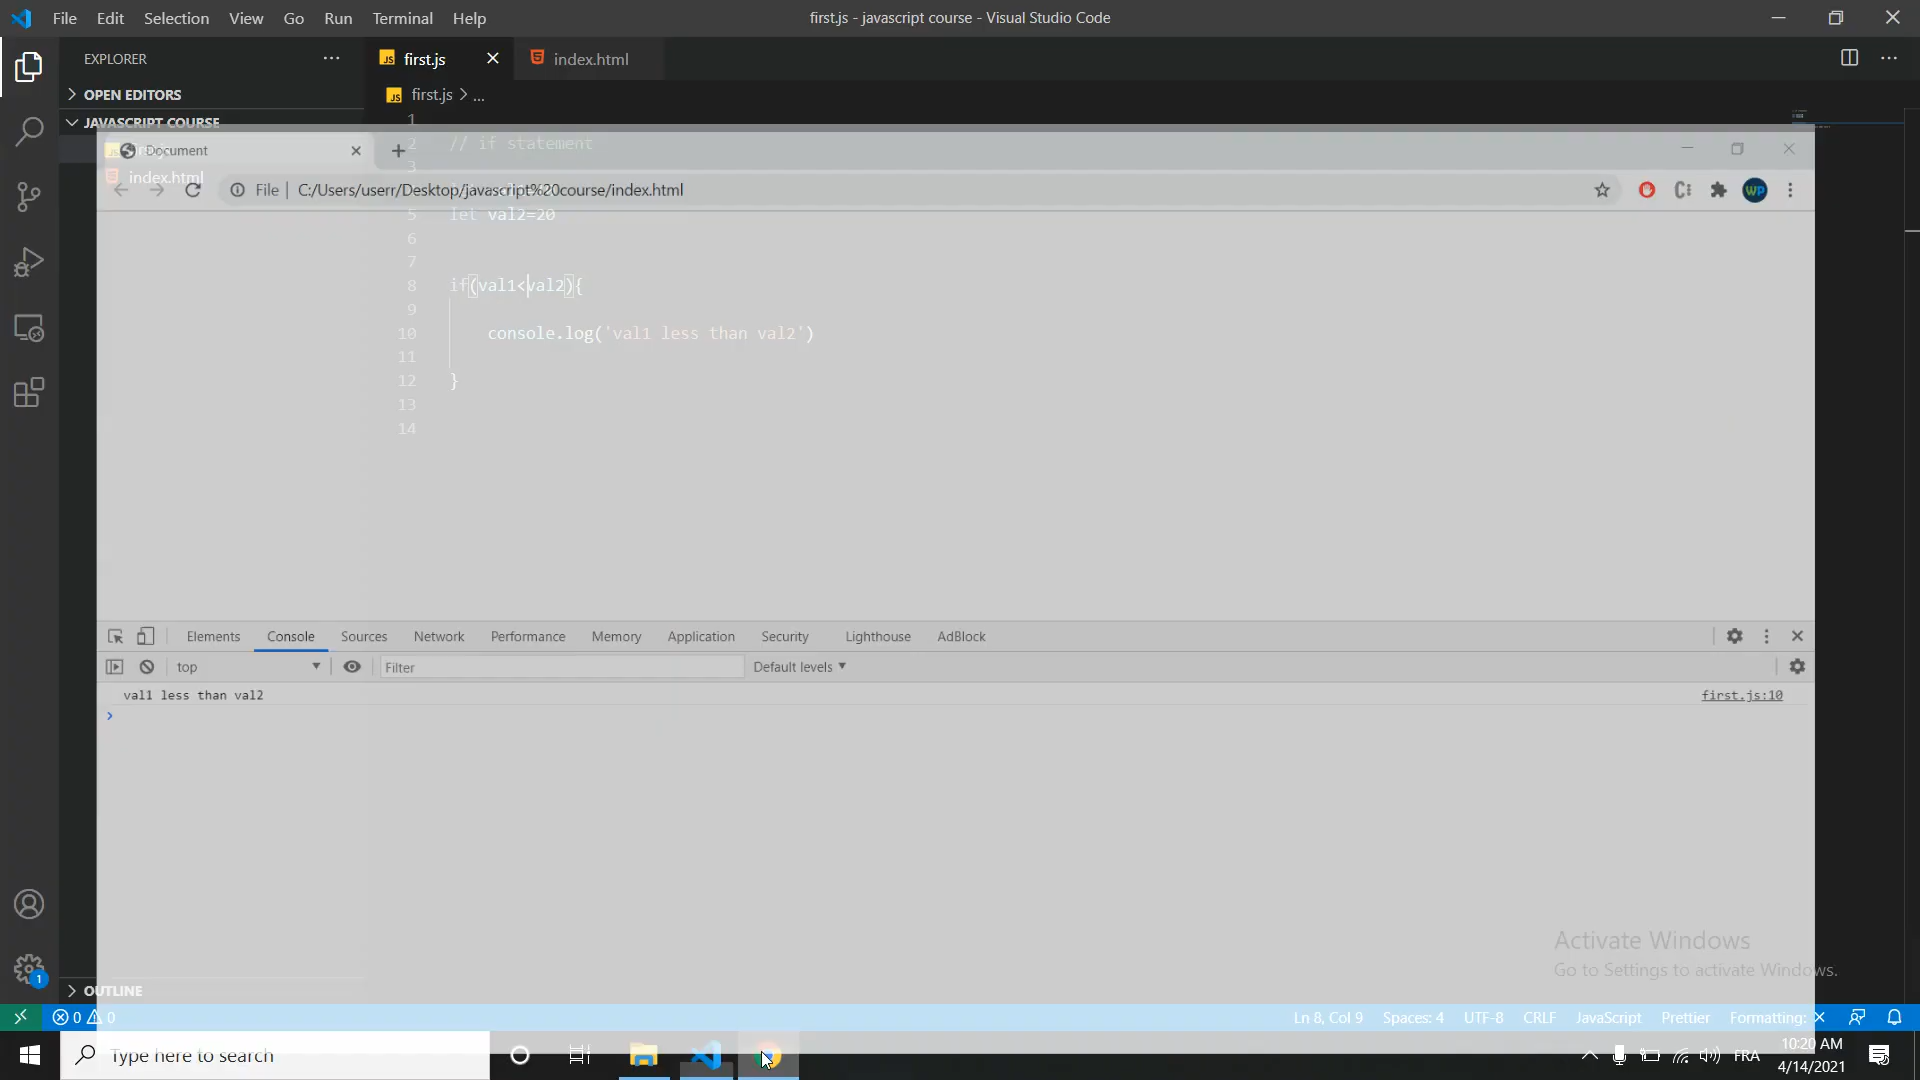 File Edit Selection View Go Run Terminal Help
first.js - javascript course - Visual Studio Code
EXPLORER
first.js
index.html
OPEN EDITORS
first.js > ...
JAVASCRIPT COURSE
1
2 // if statement
Document
index.html
3
File C:/Users/userr/Desktop/javascript%20course/index.html
WP
5 let val2=20
6
7
8 if(val1<val2){
9
10 console.log('val1 less than val2')
11
12 }
13
14
Elements Console Sources Network Performance Memory Application Security Lighthouse AdBlock
top Filter Default levels
val1 less than val2 first.js:10
Activate Windows
Go to Settings to activate Windows.
OUTLINE
1
0 0 Ln 8, Col 9 Spaces: 4 UTF-8 CRLF JavaScript Prettier Formatting: ×
Type here to search
FRA
10:20 AM
4/14/2021